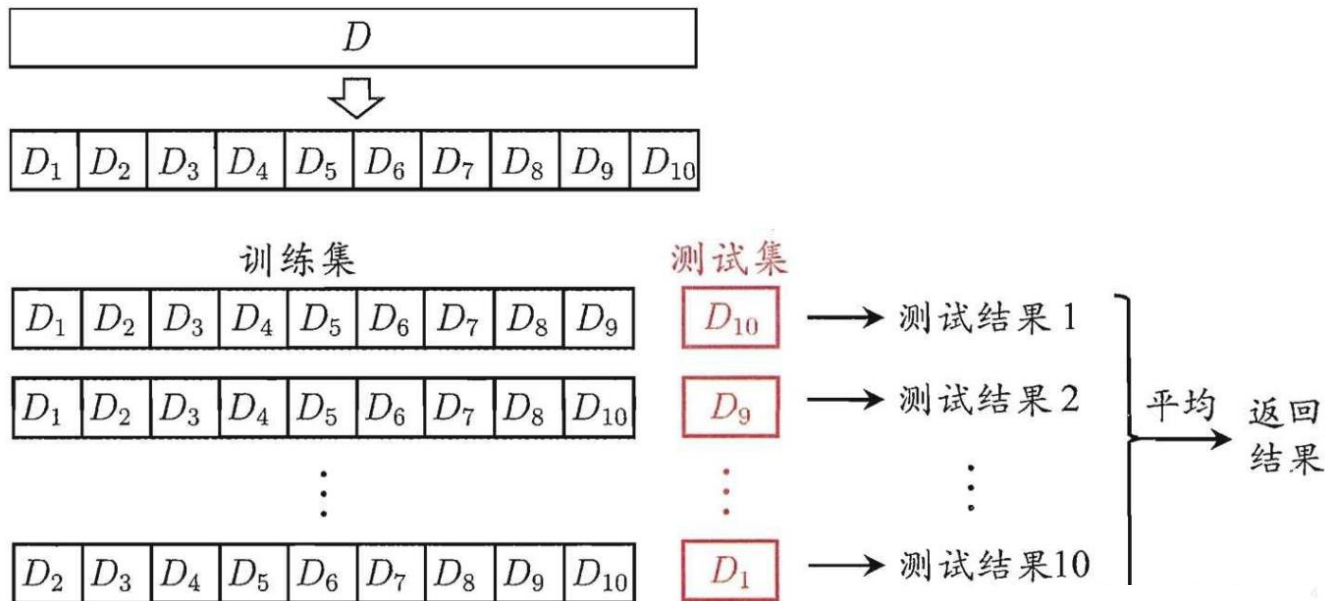 D
D₁ D₂ D₃ D₄ D₅ D₆ D₇ D₈ D₉ D₁₀
训练集 测试集
D₁ D₂ D₃ D₄ D₅ D₆ D₇ D₈ D₉ D₁₀ → 测试结果1
D₁ D₂ D₃ D₄ D₅ D₆ D₇ D₈ D₁₀ D₉ → 测试结果2
平均 返回
结果
⋮ ⋮ ⋮
D₂ D₃ D₄ D₅ D₆ D₇ D₈ D₉ D₁₀ D₁ → 测试结果10